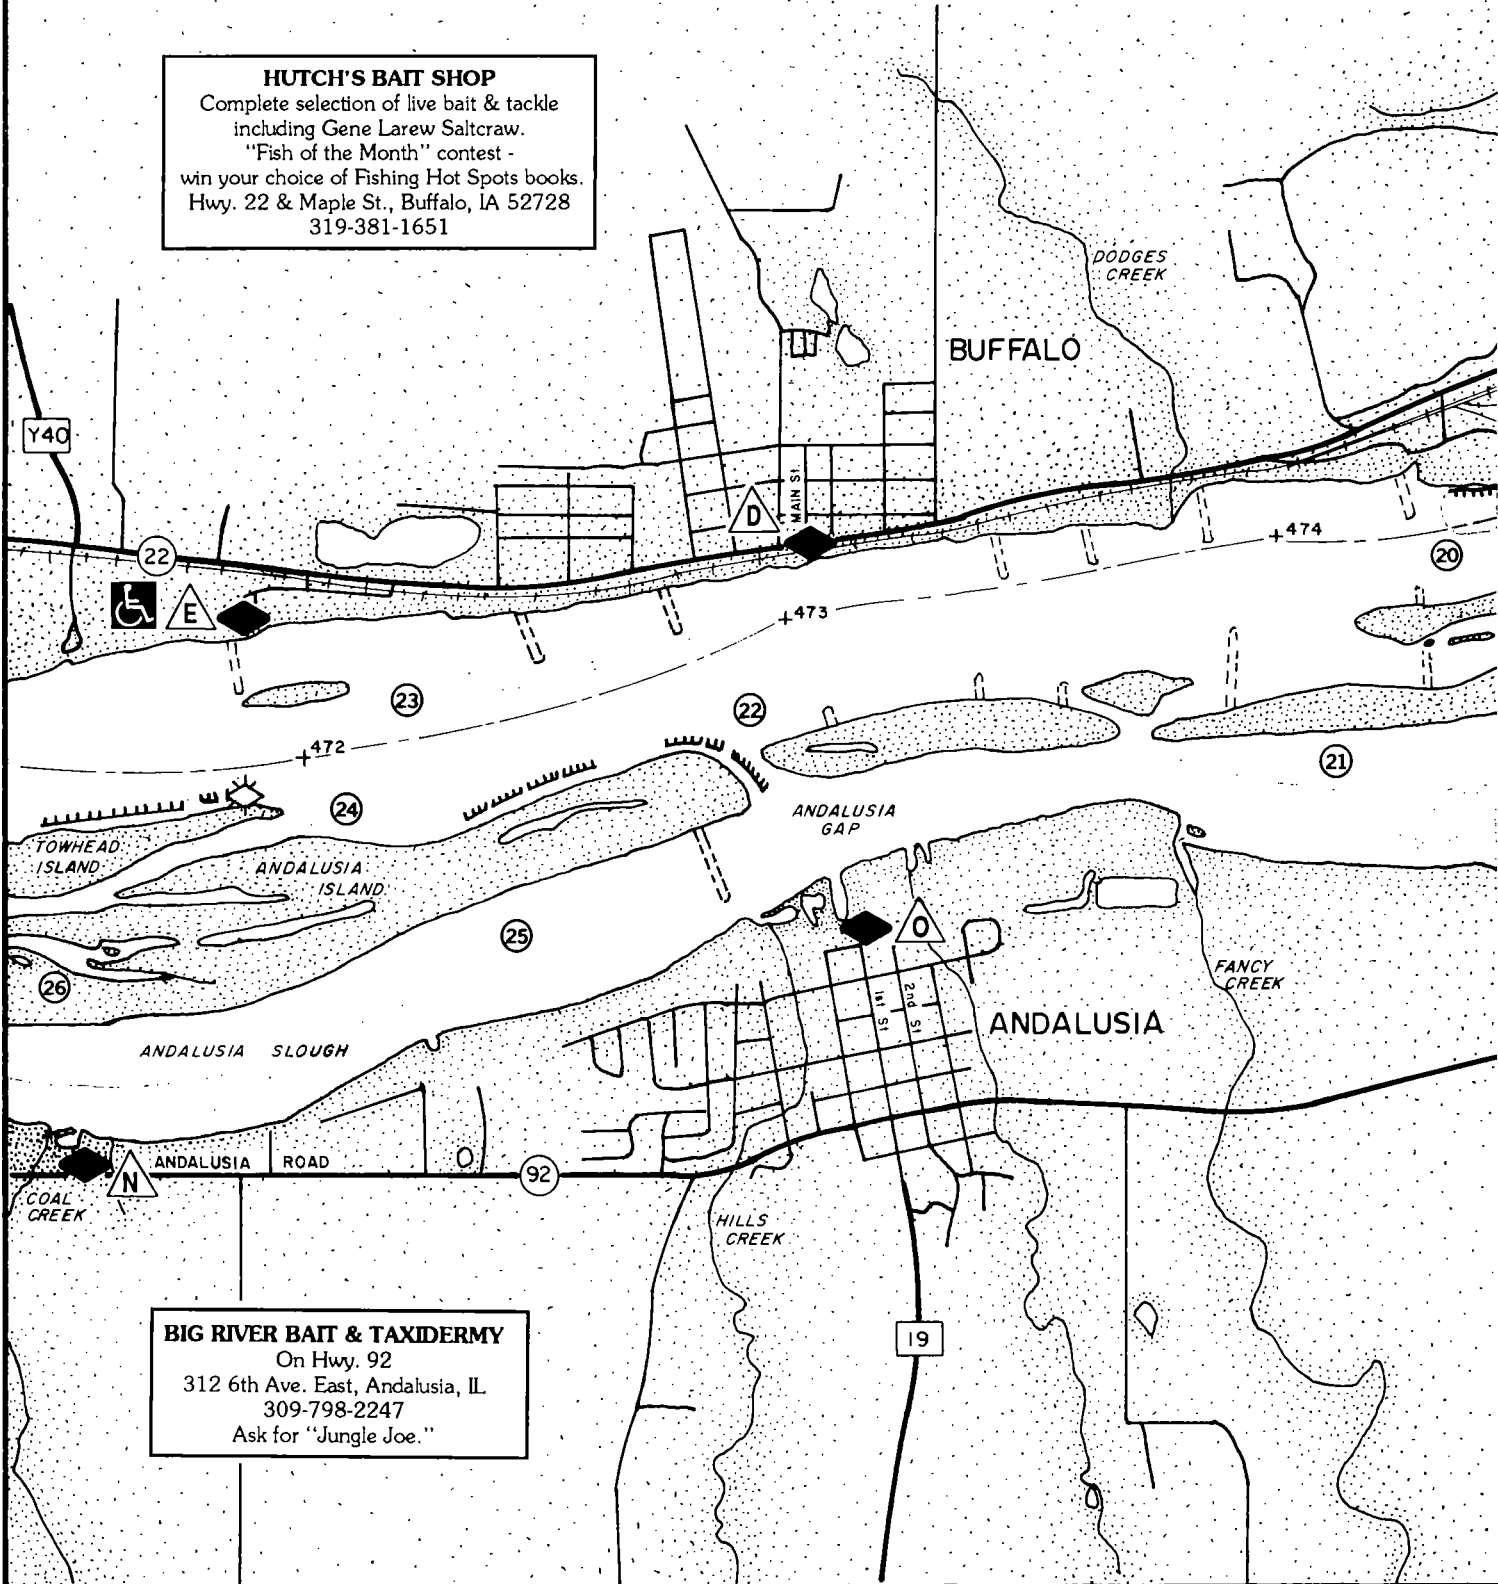 HUTCH'S BAIT SHOP
Complete selection of live bait & tackle
including Gene Larew Saltcraw.
"Fish of the Month" contest -
win your choice of Fishing Hot Spots books.
Hwy. 22 & Maple St., Buffalo, IA 52728
319-381-1651
DODGES
CREEK
BUFFALO
Y40
MAIN St
D
22
474
20
E
473
23
22
472
21
24
ANDALUSIA
GAP
TOWHEAD
ISLAND
ANDALUSIA
ISLAND
25
O
26
FANCY
CREEK
1st St
2nd St
ANDALUSIA
ANDALUSIA SLOUGH
ANDALUSIA ROAD
N
92
COAL
CREEK
HILLS
CREEK
19
BIG RIVER BAIT & TAXIDERMY
On Hwy. 92
312 6th Ave. East, Andalusia, IL
309-798-2247
Ask for "Jungle Joe."